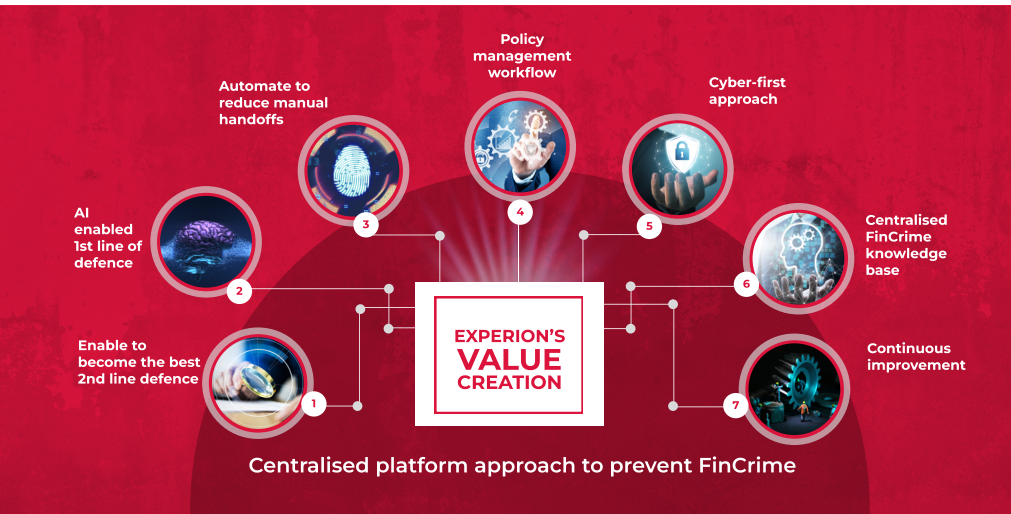 Policy
management
workflow
Automate to
reduce manual
handoffs
Cyber-first
approach
AI
enabled
1st line of
defence
Centralised
FinCrime
knowledge
base
Enable to
become the best
2nd line defence
Continuous
improvement
1
2
3
4
5
6
7
EXPERION’S
VALUE
CREATION
Centralised platform approach to prevent FinCrime